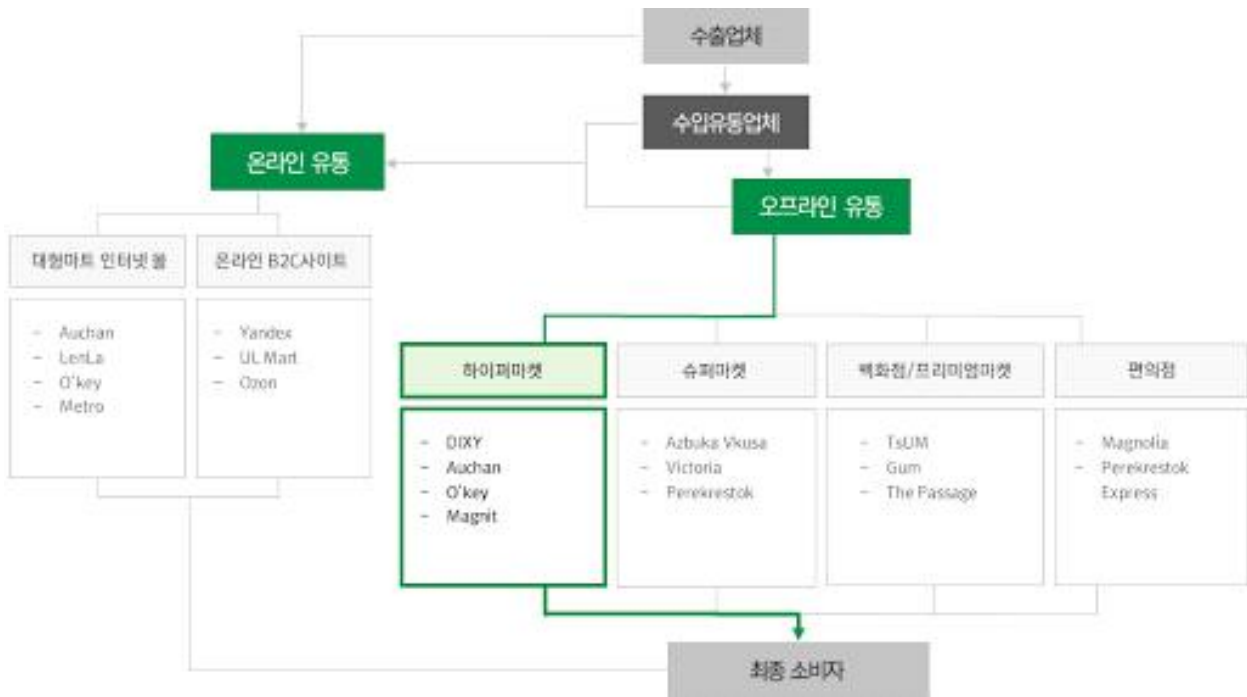 수출업체
수입유통업체
온라인 유통
오프라인 유통
대형마트 인터넷 몰
온라인 B2C사이트
- Auchan
- LenLa
- O'key
- Metro
- Yandex
- UL Mart
- Ozon
하이퍼마켓
슈퍼마켓
백화점/프리미엄마켓
편의점
- DIXY
- Auchan
- O'key
- Magnit
- Azbuka Vkusa
- Victoria
- Perekrestok
- TsUM
- Gum
- The Passage
- Magnolia
- Perekrestok
Express
최종 소비자